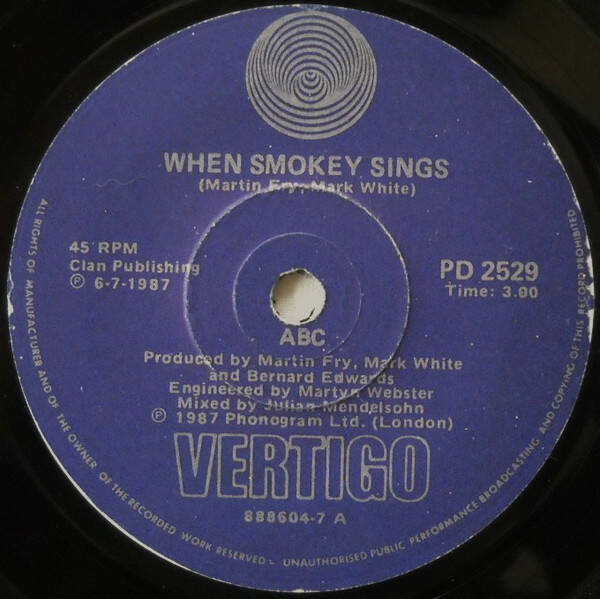 WHEN SMOKEY SINGS
(Martin Fry, Mark White)
45 RPM
Clan Publishing
Ⓟ 6-7-1987
PD 2529
Time: 3.00
ABC
Produced by Martin Fry, Mark White
and Bernard Edwards
Engineered by Martyn Webster
Mixed by Julian Mendelsohn
Ⓟ 1987 Phonogram Ltd. (London)
VERTIGO
888604-7 A
ALL RIGHTS OF MANUFACTURER AND OF THE OWNER OF THE RECORDED WORK RESERVED - UNAUTHORISED PUBLIC PERFORMANCE BROADCASTING AND COPYING OF THIS RECORD PROHIBITED